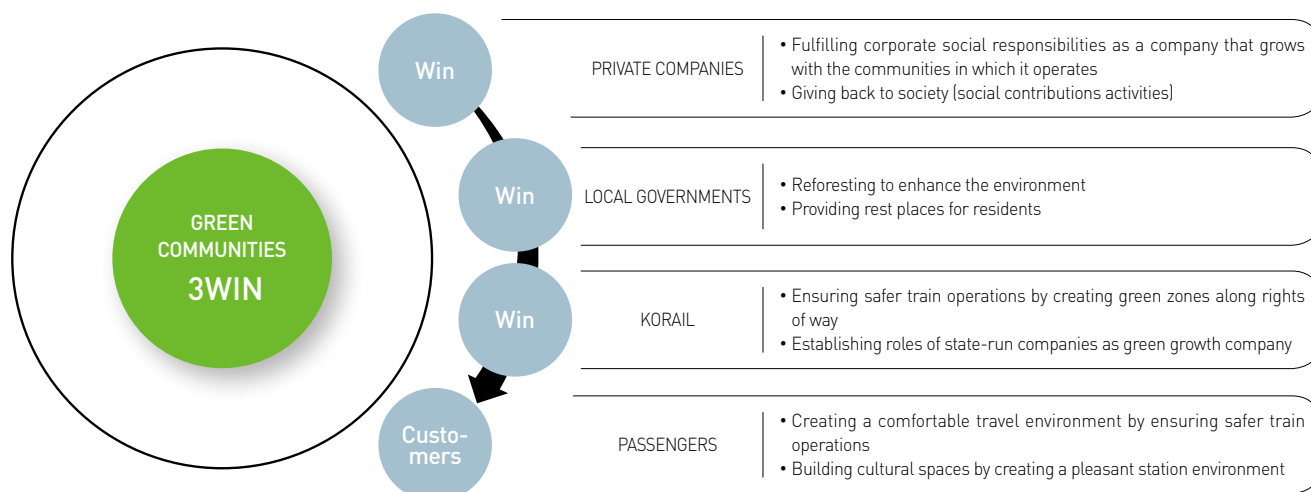 GREEN
COMMUNITIES
3WIN
Win
PRIVATE COMPANIES
• Fulfilling corporate social responsibilities as a company that grows
with the communities in which it operates
• Giving back to society (social contributions activities)
Win
LOCAL GOVERNMENTS
• Reforesting to enhance the environment
• Providing rest places for residents
Win
KORAIL
• Ensuring safer train operations by creating green zones along rights
of way
• Establishing roles of state-run companies as green growth company
Custo-
mers
PASSENGERS
• Creating a comfortable travel environment by ensuring safer train
operations
• Building cultural spaces by creating a pleasant station environment